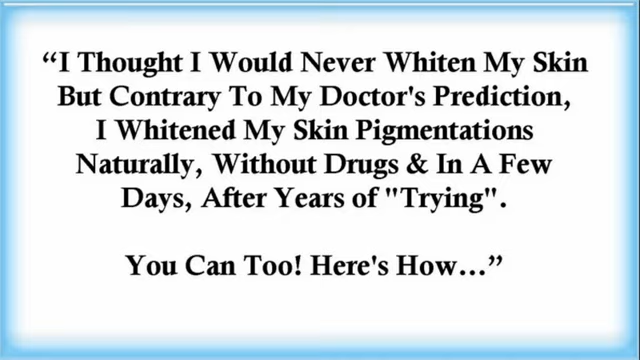 “I Thought I Would Never Whiten My Skin
But Contrary To My Doctor's Prediction,
I Whitened My Skin Pigmentations
Naturally, Without Drugs & In A Few
Days, After Years of "Trying".
You Can Too! Here's How...”